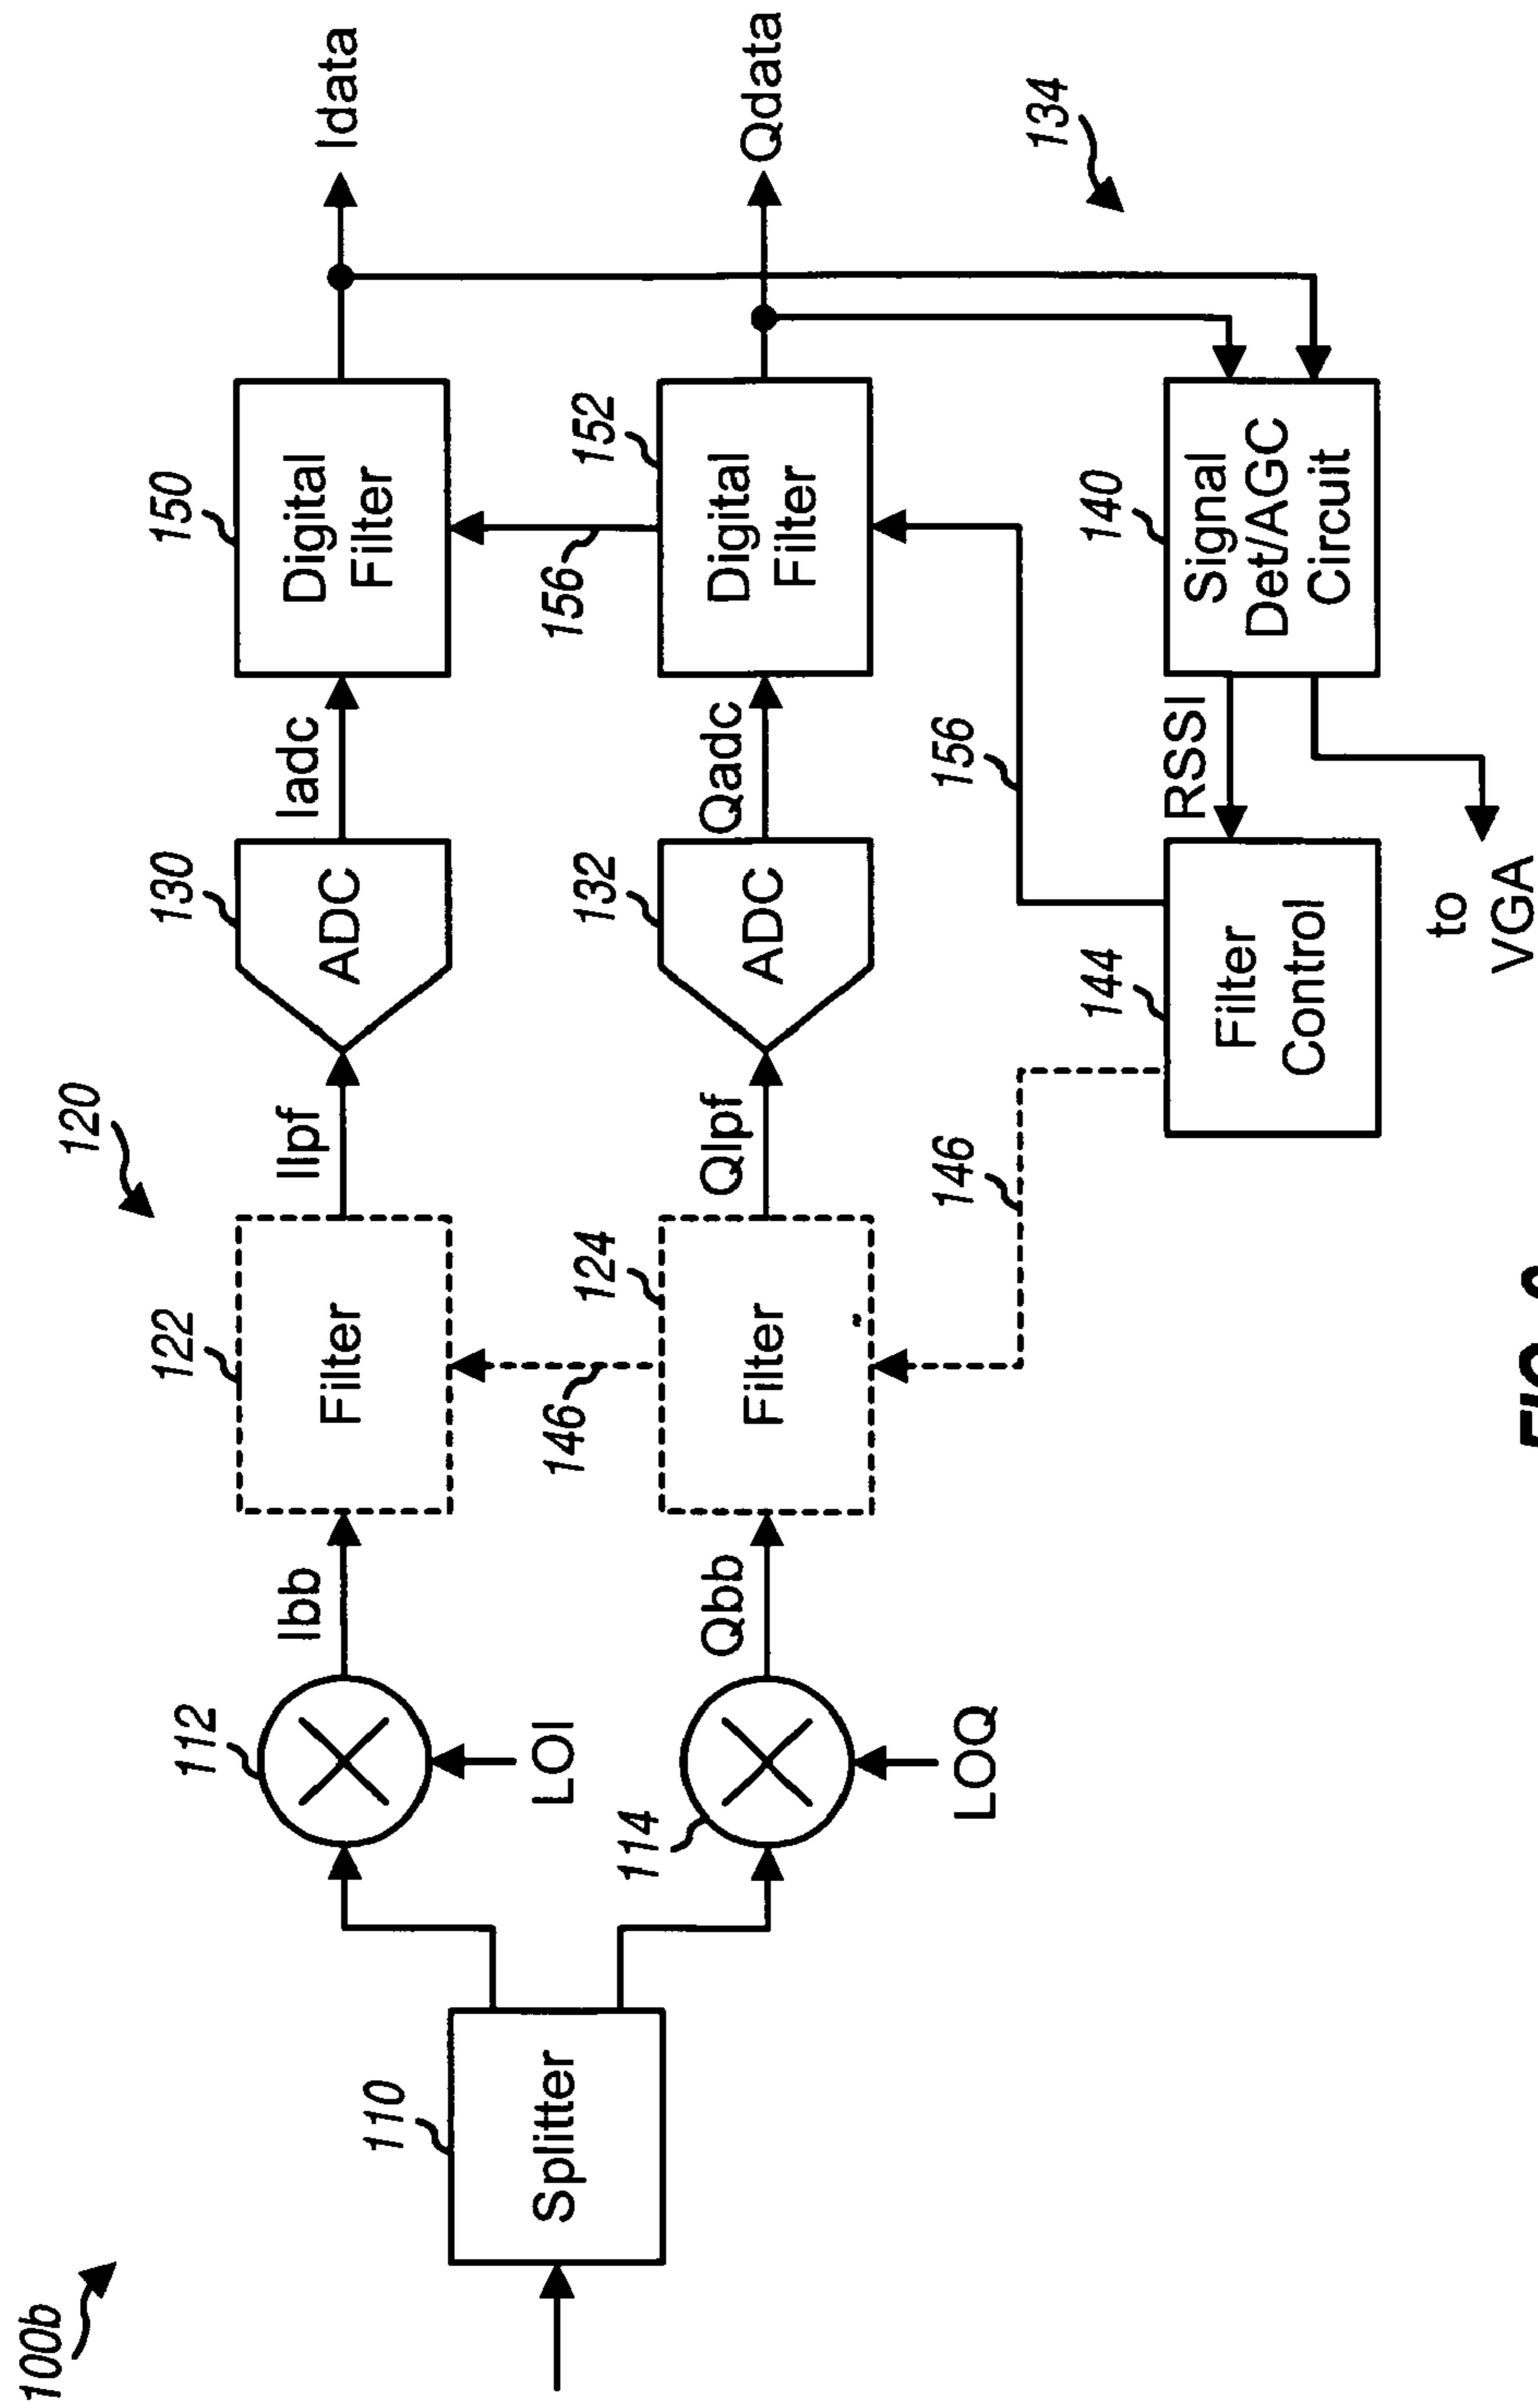 100b
120
110
Splitter
112
LOI
Ibb
122
Filter
Ilpf
130
ADC
Iadc
150
Digital
Filter
Idata
114
LOQ
Qbb
146
124
Filter
Qlpf
132
ADC
Qadc
156
152
Digital
Filter
Qdata
134
146
156
144
Filter
Control
RSSI
140
Signal
Det/AGC
Circuit
to
VGA
FIG.